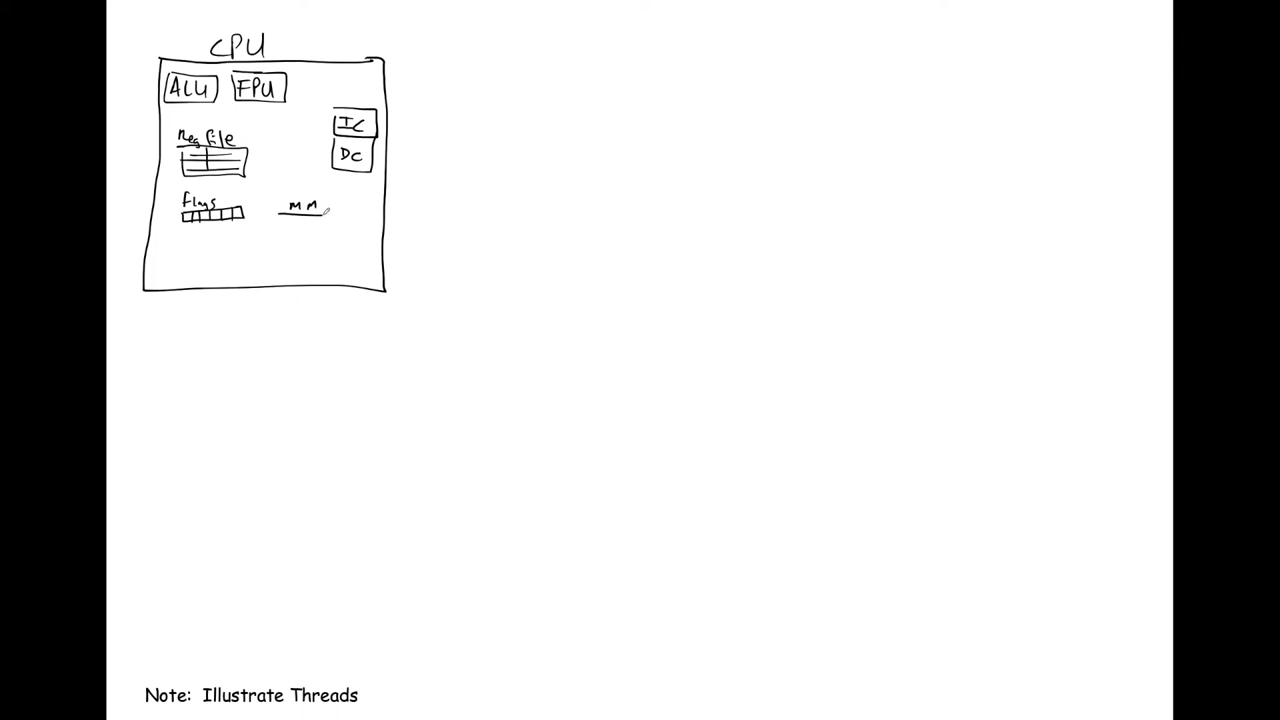 CPU
ALU FPU
IC
Reg File
DC
Flags
MM
Note: Illustrate Threads